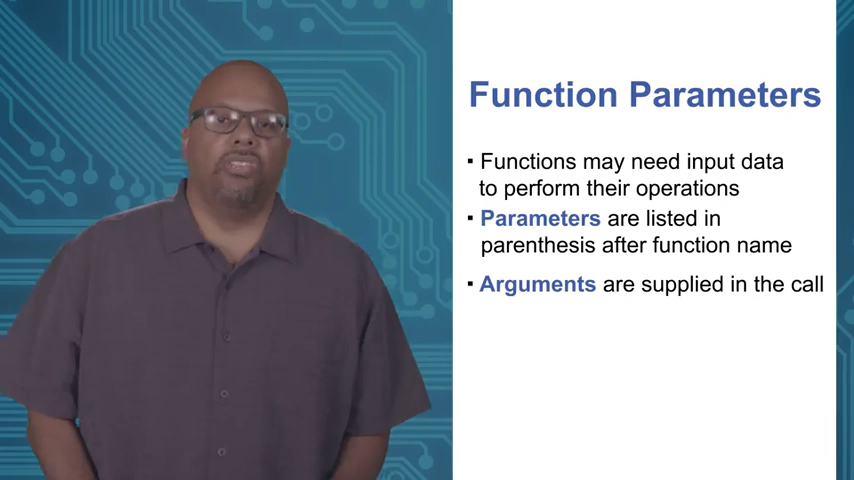 Function Parameters
▪ Functions may need input data
to perform their operations
▪ Parameters are listed in
parenthesis after function name
▪ Arguments are supplied in the call